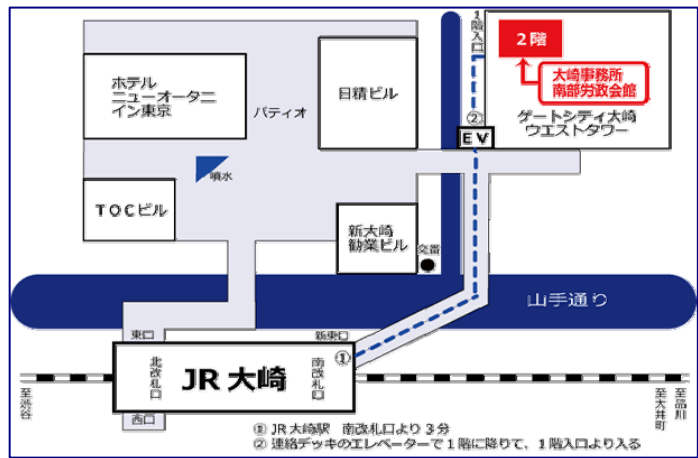 ホテル
ニューオータニ
イン東京
日精ビル
パティオ
噴水
TOCビル
新大崎
勧業ビル
交番
1階入口
2階
大崎事務所
南部労政会館
②
EV
ゲートシティ大崎
ウエストタワー
山手通り
東口
新東口
①
北改札口
JR大崎
南改札口
西口
至渋谷
至大井町
至品川
① JR大崎駅 南改札口より3分
② 連絡デッキのエレベーターで1階に降りて、1階入口より入る